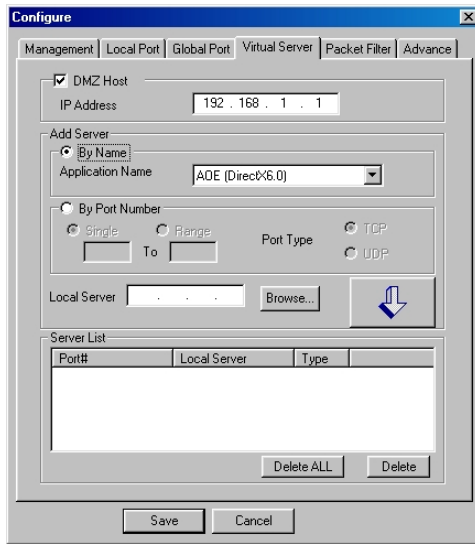 Configure
Management Local Port Global Port Virtual Server Packet Filter Advance
DMZ Host
IP Address 192 . 168 . 1 . 1
Add Server
By Name
Application Name AOE (DirectX6.0)
By Port Number
Single Range Port Type TCP
To UDP
Local Server . . . Browse...
Server List
Port# Local Server Type
Delete ALL Delete
Save Cancel